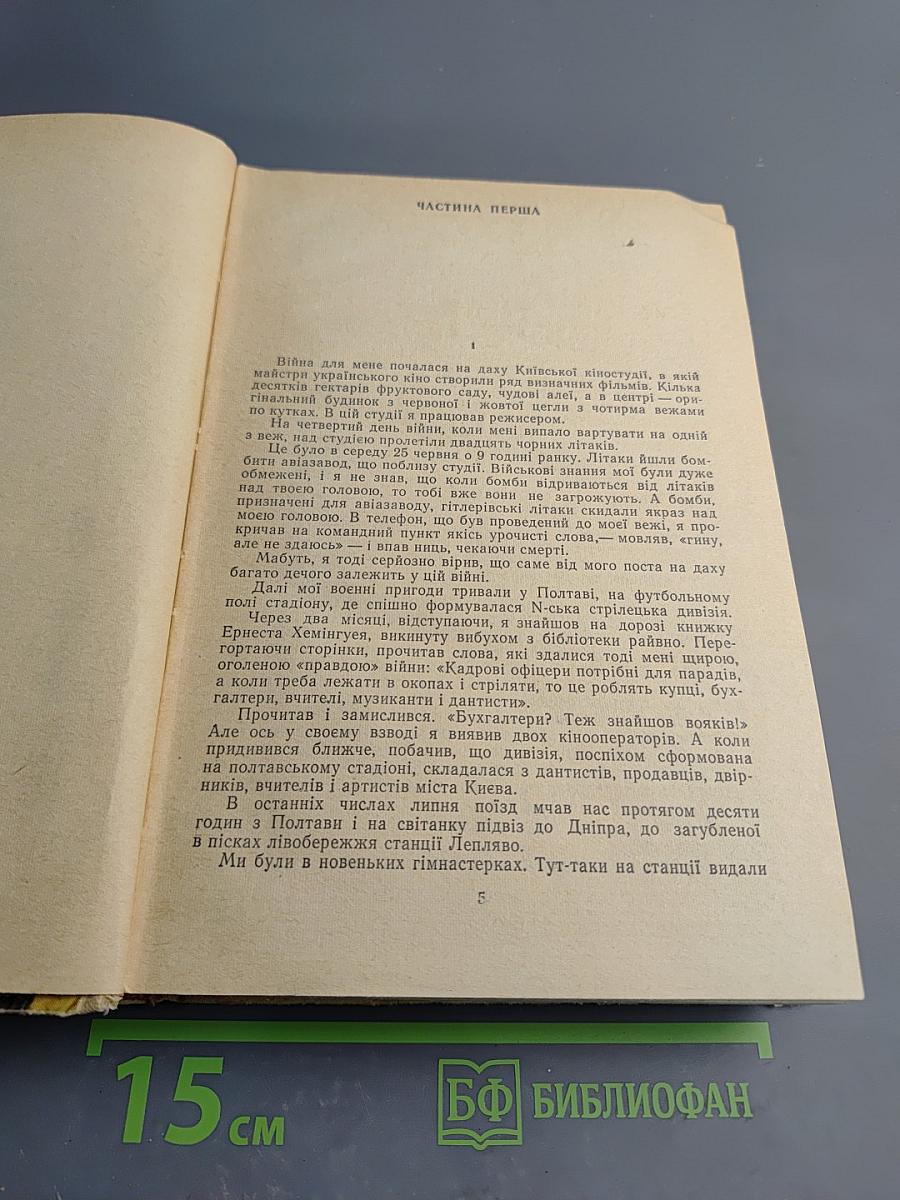 ЧАСТИНА ПЕРША
1
Війна для мене почалася на даху Київської кіностудії, в якій
майстри українського кіно створили ряд визначних фільмів. Кілька
десятків гектарів фруктового саду, чудові алеї, а в центрі — ори-
гінальний будинок з червоної і жовтої цегли з чотирма вежами
по кутках. В цій студії я працював режисером.
На четвертий день війни, коли мені випало вартувати на одній
з веж, над студією пролетіли двадцять чорних літаків.
Це було в середу 25 червня о 9 годині ранку. Літаки йшли бом-
бити авіазавод, що поблизу студії. Військові знання мої були дуже
обмежені, і я не знав, що коли бомби відриваються від літаків
над твоєю головою, то тобі вже вони не загрожують. А бомби,
призначені для авіазаводу, гітлерівські літаки скидали якраз над
моєю головою. В телефон, що був проведений до моєї вежі, я про-
кричав на командний пункт якісь урочисті слова,— мовляв, «гину,
але не здаюсь» — і впав ниць, чекаючи смерті.
Мабуть, я тоді серйозно вірив, що саме від мого поста на даху
багато дечого залежить у цій війні.
Далі мої воєнні пригоди тривали у Полтаві, на футбольному
полі стадіону, де спішно формувалася N-ська стрілецька дивізія.
Через два місяці, відступаючи, я знайшов на дорозі книжку
Ернеста Хемінгуея, викинуту вибухом з бібліотеки райвно. Пере-
гортаючи сторінки, прочитав слова, які здалися тоді мені щирою,
оголеною «правдою» війни: «Кадрові офіцери потрібні для парадів,
а коли треба лежати в окопах і стріляти, то це роблять купці, бух-
галтери, вчителі, музиканти і дантисти».
Прочитав і замислився. «Бухгалтери? Теж знайшов вояків!»
Але ось у своєму взводі я виявив двох кінооператорів. А коли
придивився ближче, побачив, що дивізія, поспіхом сформована
на полтавському стадіоні, складалася з дантистів, продавців, двір-
ників, вчителів і артистів міста Києва.
В останніх числах липня поїзд мчав нас протягом десяти
годин з Полтави і на світанку підвіз до Дніпра, до загубленої
в пісках лівобережжя станції Лепляво.
Ми були в новеньких гімнастерках. Тут-таки на станції видали
5
15 см
БФ БИБЛИОФАН